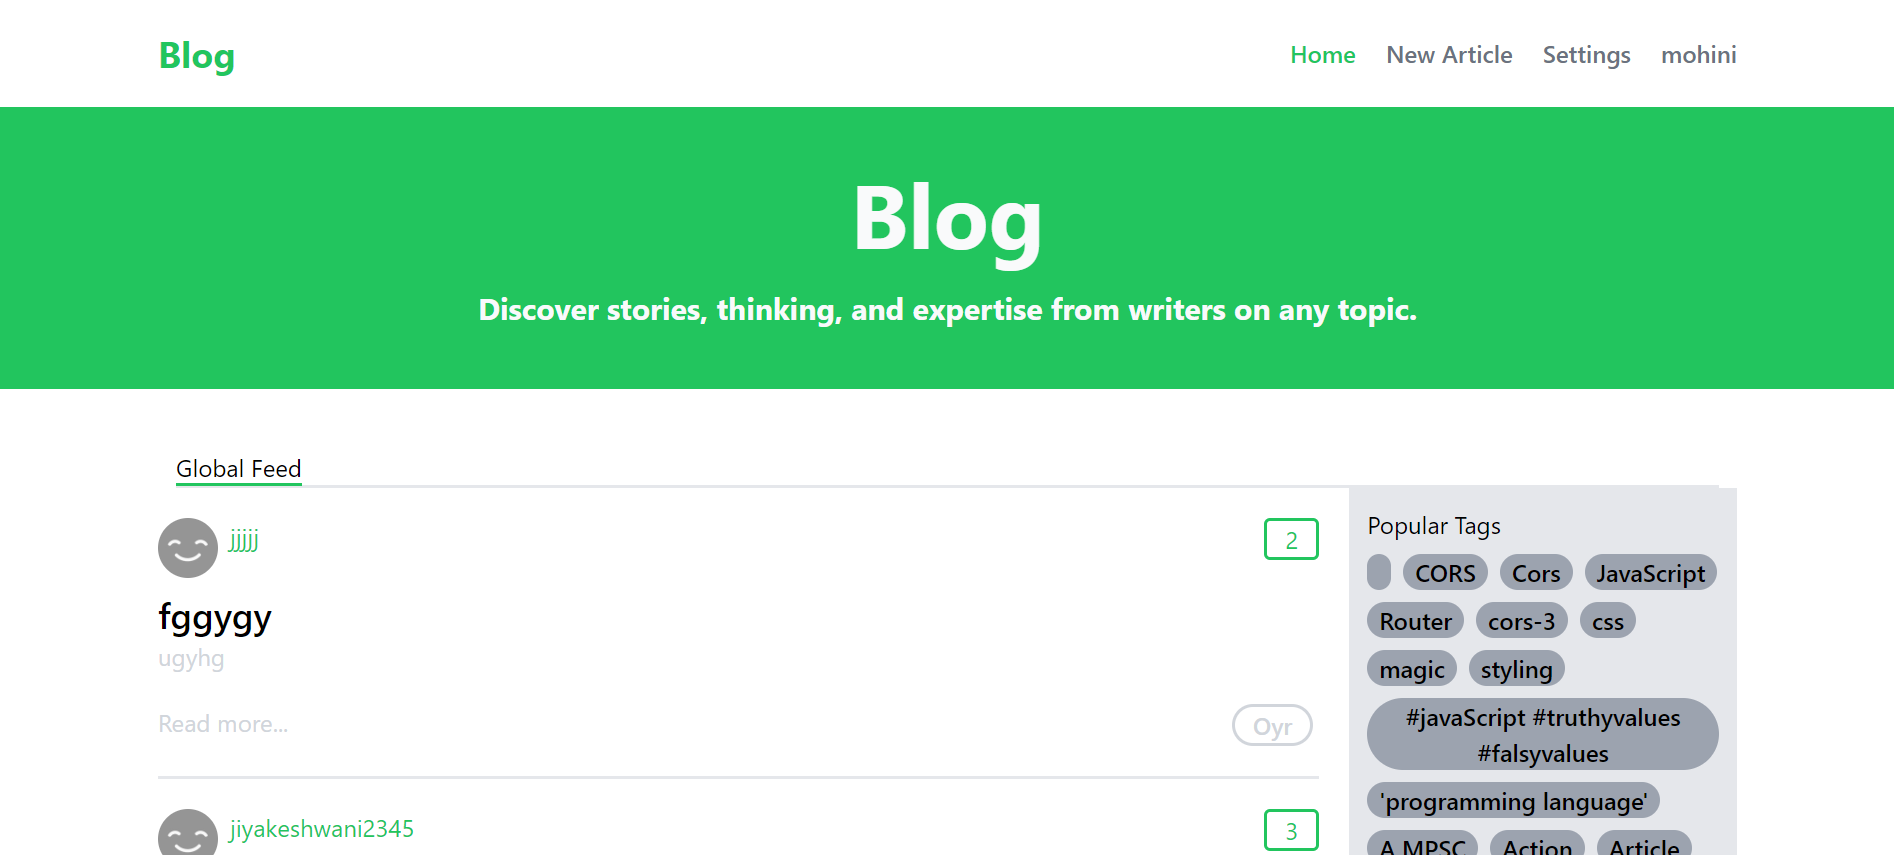 Blog
Home New Article Settings mohini
Blog
Discover stories, thinking, and expertise from writers on any topic.
Global Feed
jjjjj
2
fggygy
ugyhg
Read more...
Oyr
jiyakeshwani2345
3
Popular Tags
CORS Cors JavaScript
Router cors-3 css
magic styling
#javaScript #truthyvalues
#falsyvalues
'programming language'
A.MPSC Action Article